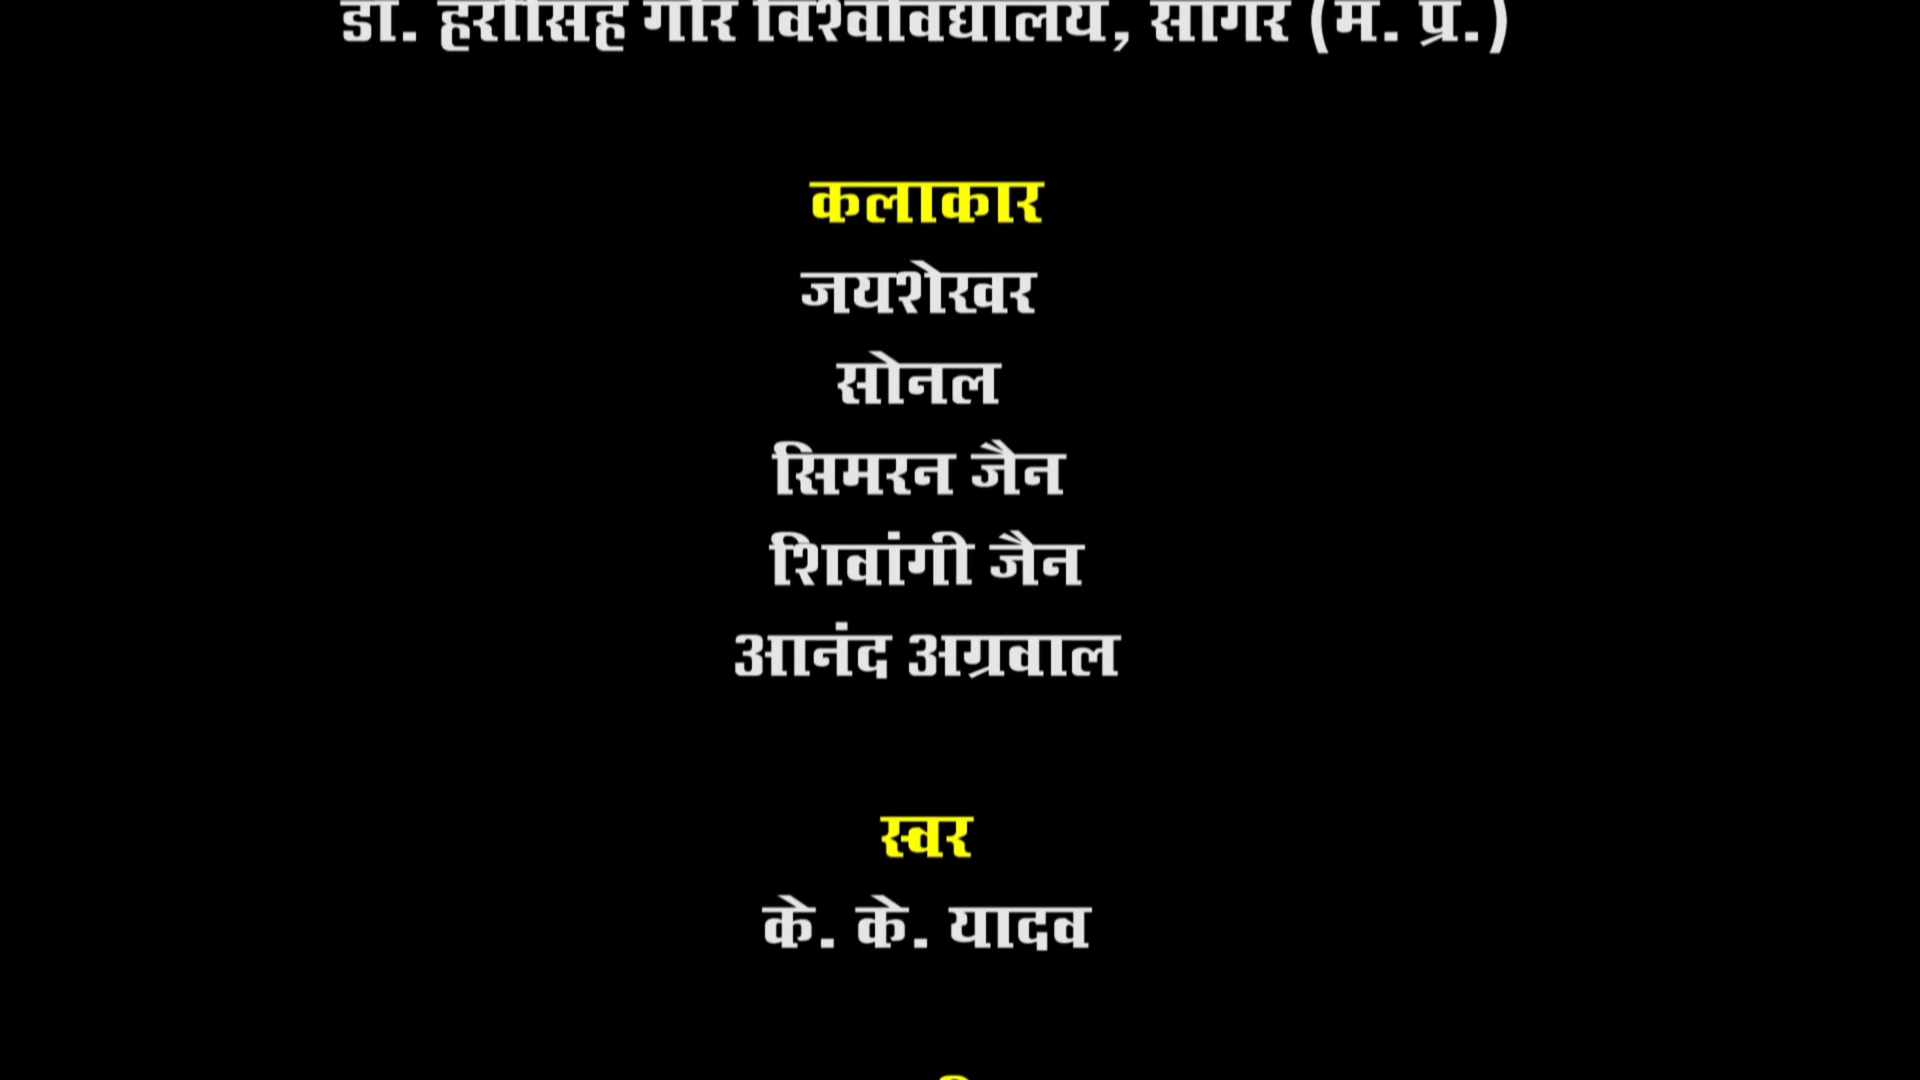 डा. हरीसिंह गौर विश्वविद्यालय, सागर (म. प्र.)
कलाकार
जयशेखर
सोनल
सिमरन जैन
शिवांगी जैन
आनंद अग्रवाल
स्वर
के. के. यादव